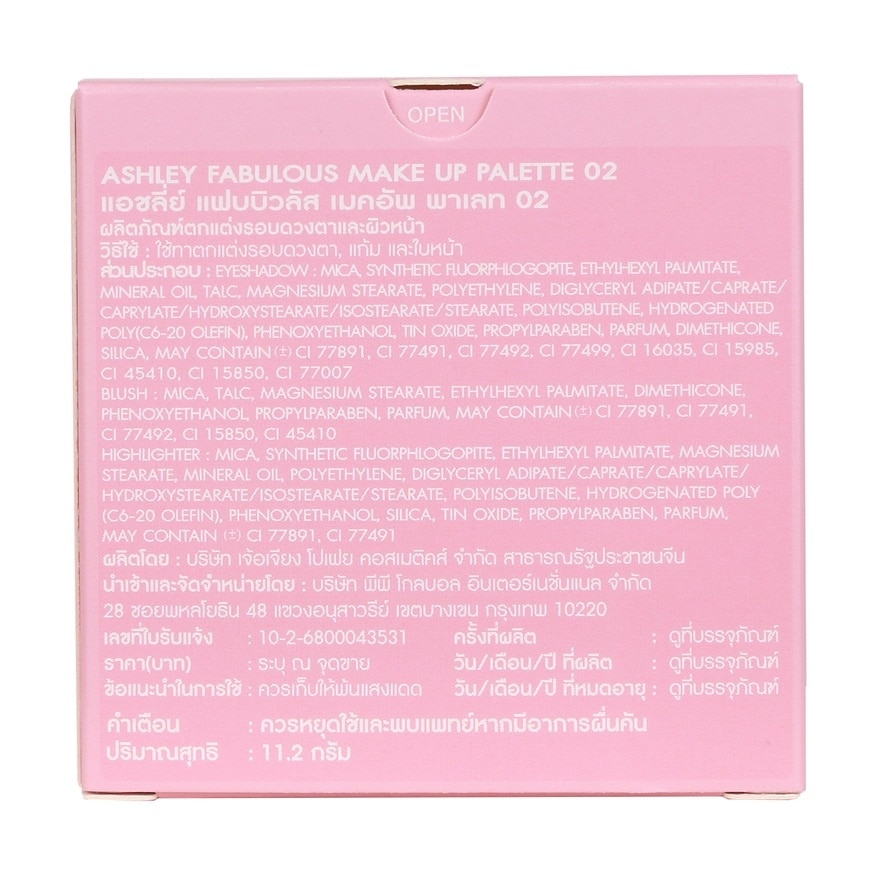 OPEN
ASHLEY FABULOUS MAKE UP PALETTE 02
แอชลี่ย์ แฟบบิวลัส เมคอัพ พาเลท 02
ผลิตภัณฑ์ตกแต่งรอบดวงตาและผิวหน้า
วิธีใช้ : ใช้ทาตกแต่งรอบดวงตา, แก้ม และใบหน้า
ส่วนประกอบ : EYESHADOW : MICA, SYNTHETIC FLUORPHLOGOPITE, ETHYLHEXYL PALMITATE,
MINERAL OIL, TALC, MAGNESIUM STEARATE, POLYETHYLENE, DIGLYCERYL ADIPATE/CAPRATE/
CAPRYLATE/HYDROXYSTEARATE/ISOSTEARATE/STEARATE, POLYISOBUTENE, HYDROGENATED
POLY(C6-20 OLEFIN), PHENOXYETHANOL, TIN OXIDE, PROPYLPARABEN, PARFUM, DIMETHICONE,
SILICA, MAY CONTAIN (±) CI 77891, CI 77491, CI 77492, CI 77499, CI 16035, CI 15985,
CI 45410, CI 15850, CI 77007
BLUSH : MICA, TALC, MAGNESIUM STEARATE, ETHYLHEXYL PALMITATE, DIMETHICONE,
PHENOXYETHANOL, PROPYLPARABEN, PARFUM, MAY CONTAIN (±) CI 77891, CI 77491,
CI 77492, CI 15850, CI 45410
HIGHLIGHTER : MICA, SYNTHETIC FLUORPHLOGOPITE, ETHYLHEXYL PALMITATE, MAGNESIUM
STEARATE, MINERAL OIL, POLYETHYLENE, DIGLYCERYL ADIPATE/CAPRATE/CAPRYLATE/
HYDROXYSTEARATE/ISOSTEARATE/STEARATE, POLYISOBUTENE, HYDROGENATED POLY
(C6-20 OLEFIN), PHENOXYETHANOL, SILICA, TIN OXIDE, PROPYLPARABEN, PARFUM,
MAY CONTAIN (±) CI 77891, CI 77491
ผลิตโดย : บริษัท เจ้อเจียง โปเฟย คอสเมติคส์ จำกัด สาธารณรัฐประชาชนจีน
นำเข้าและจัดจำหน่ายโดย : บริษัท พีพี โกลบอล อินเตอร์เนชั่นแนล จำกัด
28 ซอยพหลโยธิน 48 แขวงอนุสาวรีย์ เขตบางเขน กรุงเทพ 10220
เลขที่ใบรับแจ้ง : 10-2-6800043531 ครั้งที่ผลิต : ดูที่บรรจุภัณฑ์
ราคา(บาท) : ระบุ ณ จุดขาย วัน/เดือน/ปี ที่ผลิต : ดูที่บรรจุภัณฑ์
ข้อแนะนำในการใช้ : ควรเก็บให้พ้นแสงแดด วัน/เดือน/ปี ที่หมดอายุ : ดูที่บรรจุภัณฑ์
คำเตือน : ควรหยุดใช้และพบแพทย์หากมีอาการผื่นคัน
ปริมาณสุทธิ : 11.2 กรัม